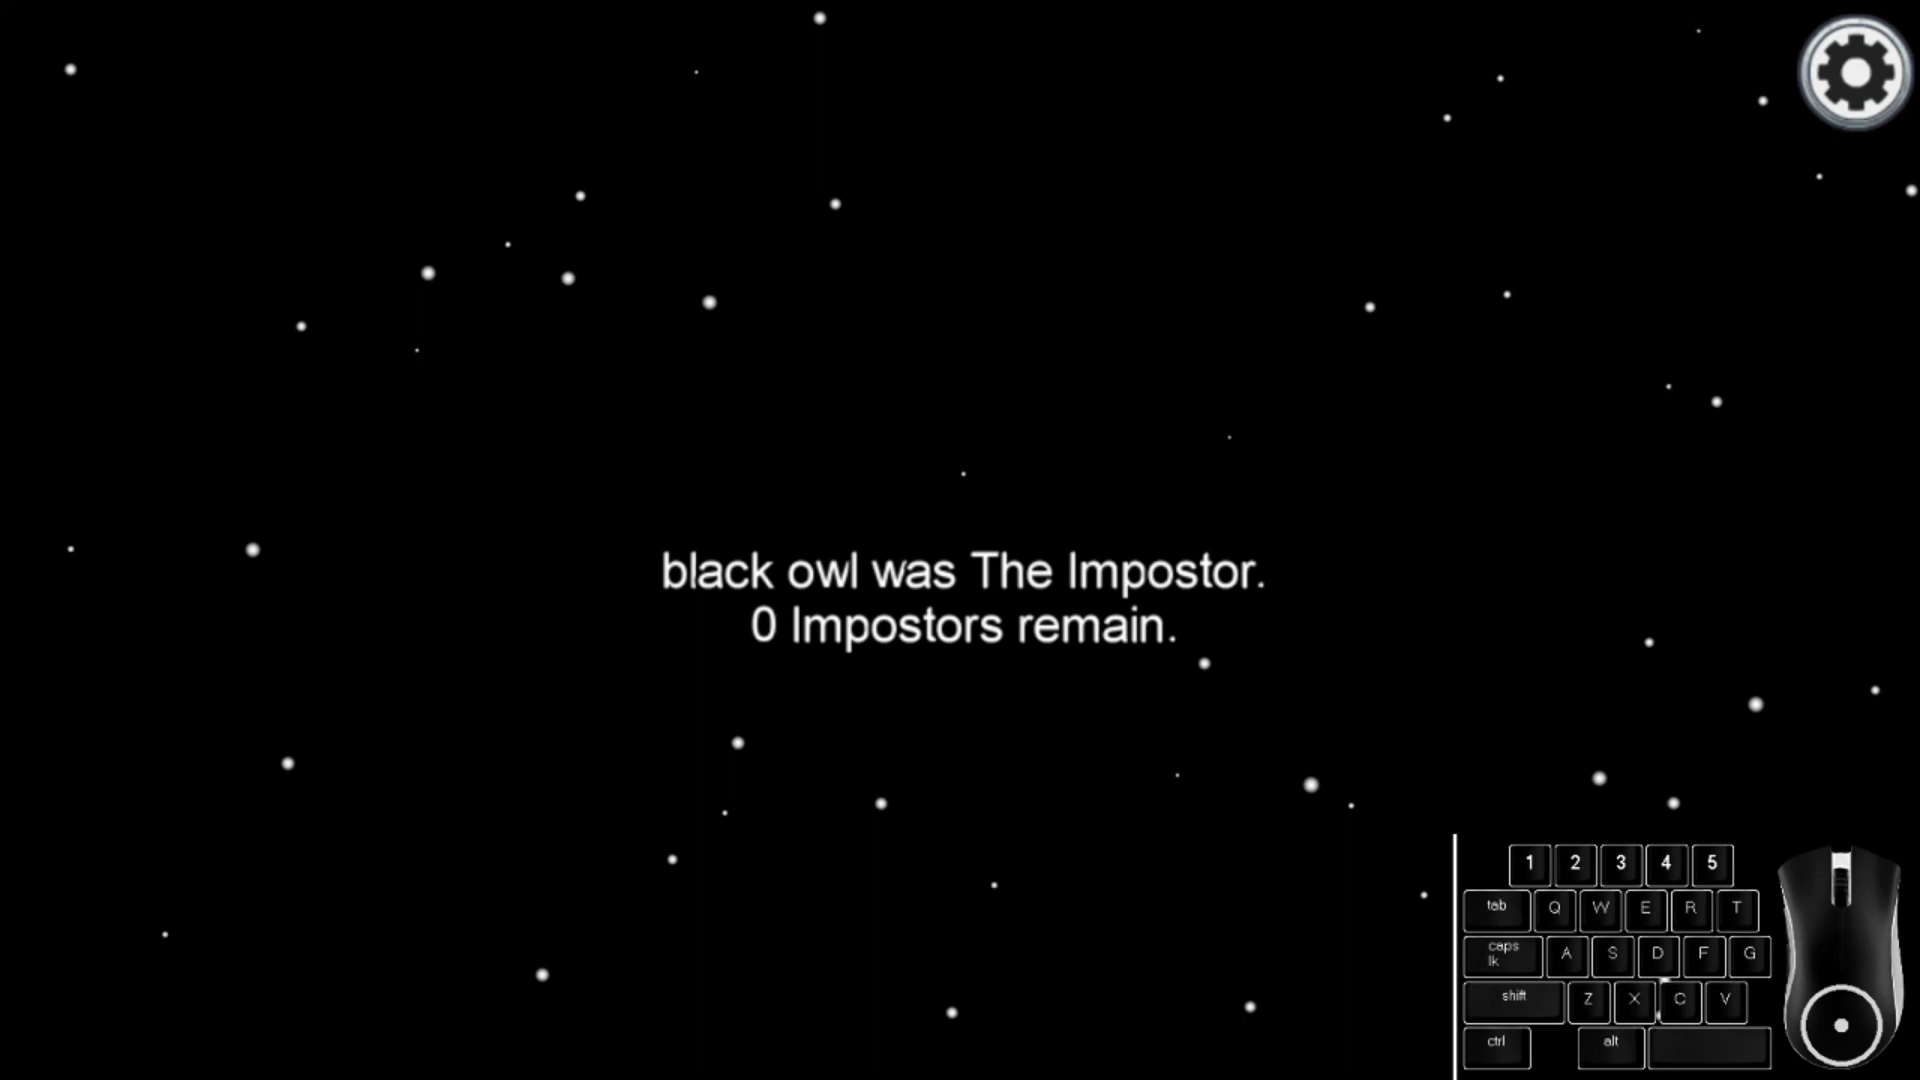 black owl was The Impostor.
0 Impostors remain.
1 2 3 4 5
tab Q W E R T
caps lk A S D F G
shift Z X C V
ctrl alt